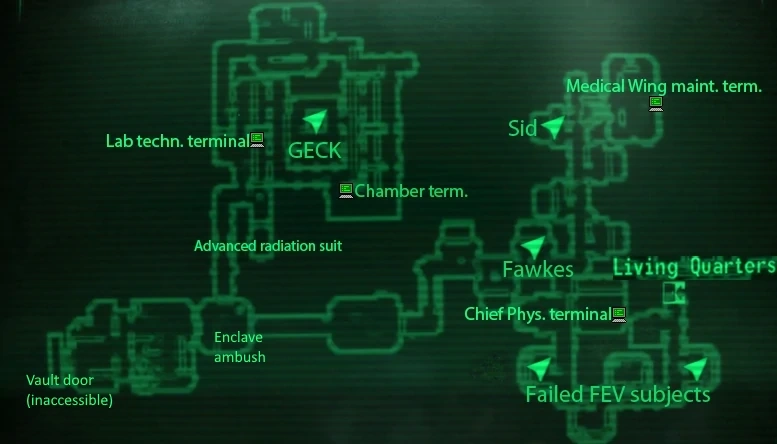 Medical Wing maint. term.
Sid
Lab techn. terminal
GECK
Chamber term.
Advanced radiation suit
Fawkes
Living Quarters
Chief Phys. terminal
Enclave
ambush
Vault door
(inaccessible)
Failed FEV subjects